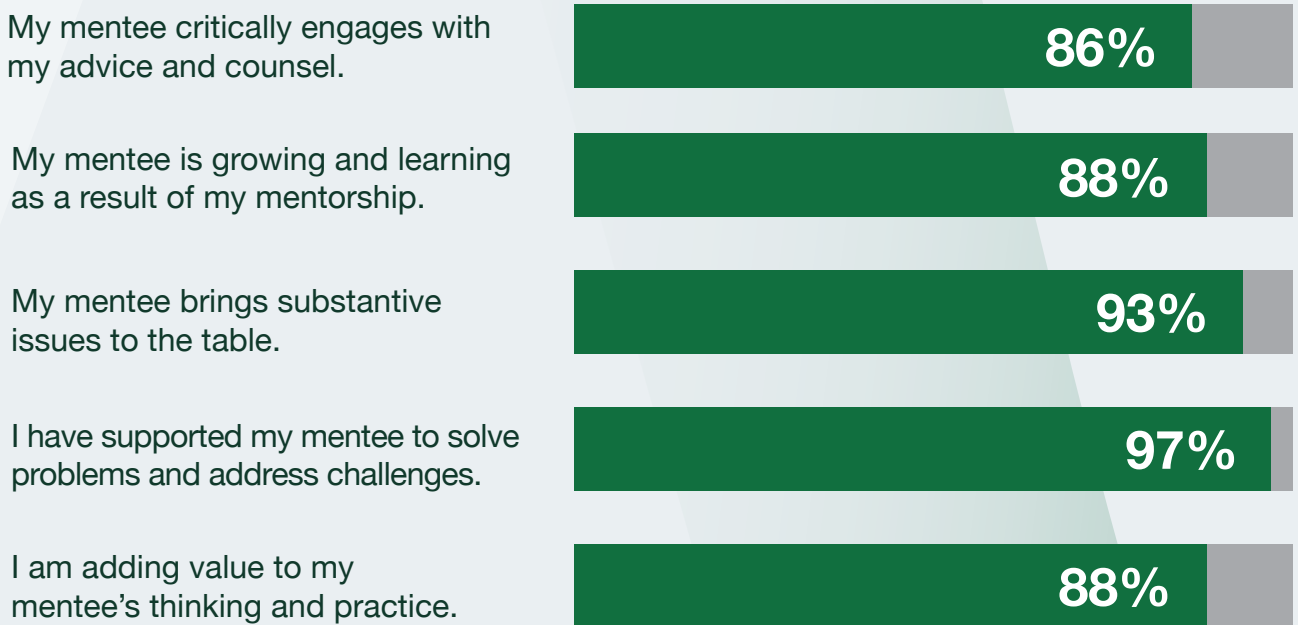 My mentee critically engages with
my advice and counsel.
86%
My mentee is growing and learning
as a result of my mentorship.
88%
My mentee brings substantive
issues to the table.
93%
I have supported my mentee to solve
problems and address challenges.
97%
I am adding value to my
mentee’s thinking and practice.
88%